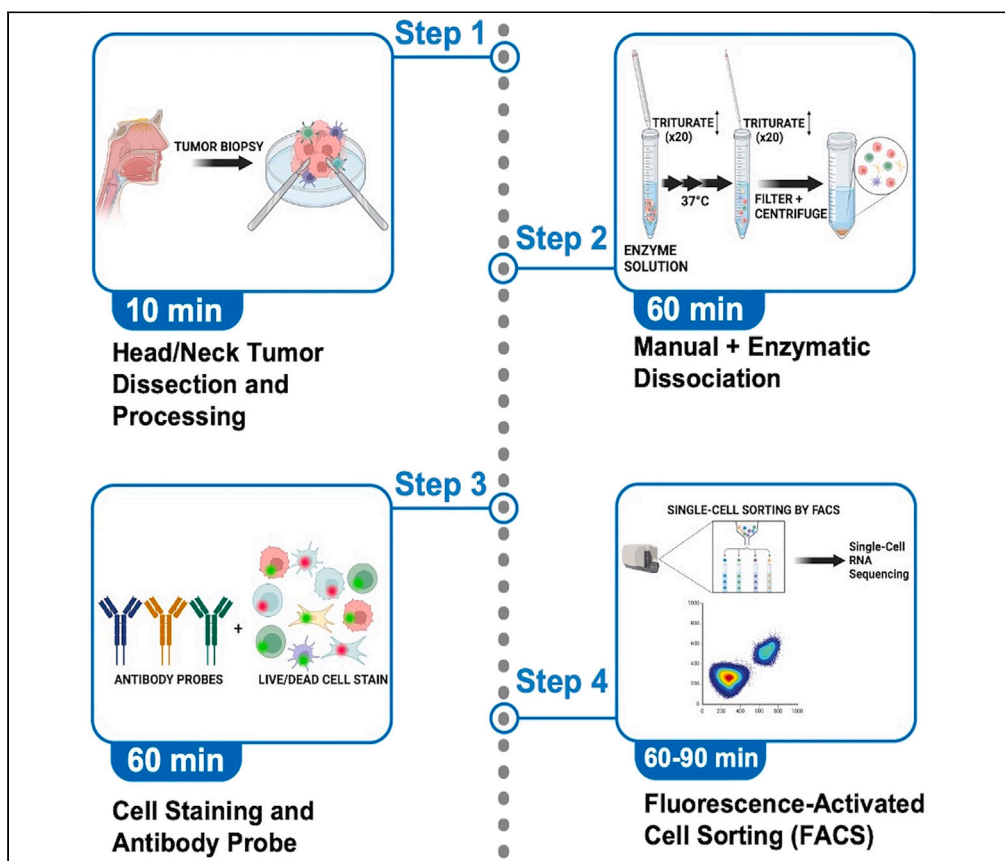 Step 1
TUMOR BIOPSY
10 min
Head/Neck Tumor
Dissection and
Processing
Step 2
TRITURATE
(x20)
TRITURATE
(x20)
37°C
FILTER +
CENTRIFUGE
ENZYME
SOLUTION
60 min
Manual + Enzymatic
Dissociation
Step 3
+
ANTIBODY PROBES
LIVE/DEAD CELL STAIN
60 min
Cell Staining and
Antibody Probe
Step 4
SINGLE-CELL SORTING BY FACS
Single-Cell
RNA
Sequencing
1000
800
600
400
200
0
0 200 400 600 800 1000
60-90 min
Fluorescence-Activated
Cell Sorting (FACS)